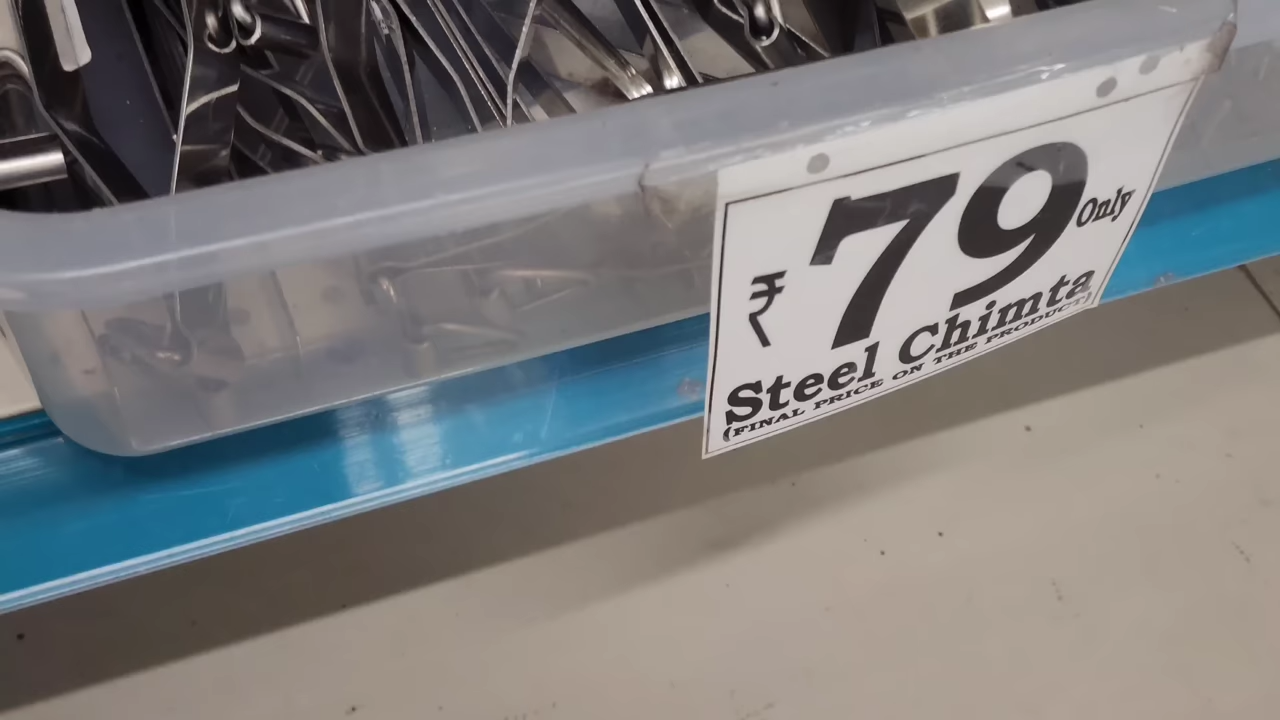 ₹ 79 Only
Steel Chimta
(FINAL PRICE ON THE PRODUCT)